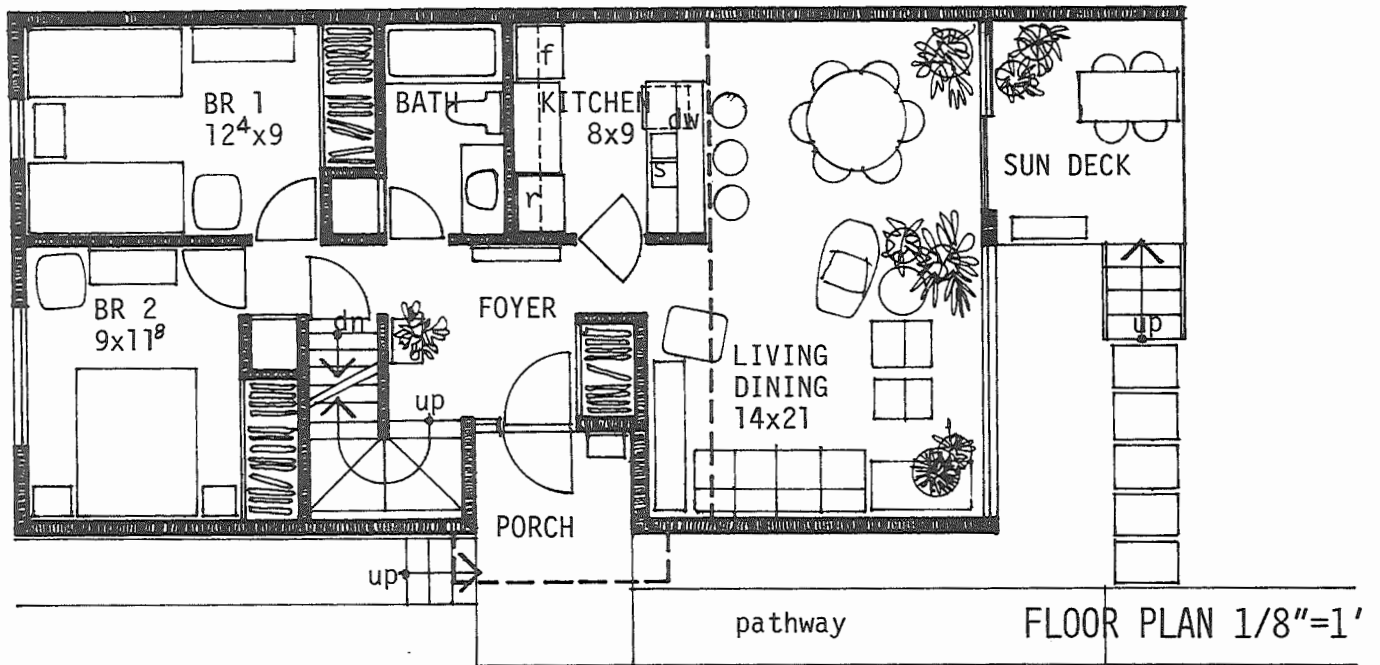 f
BR 1
12⁴x9
BATH
KITCHEN
8x9
dw
s
r
SUN DECK
BR 2
9x11⁸
FOYER
dn
up
up
LIVING
DINING
14x21
PORCH
up
pathway
FLOOR PLAN 1/8"=1'